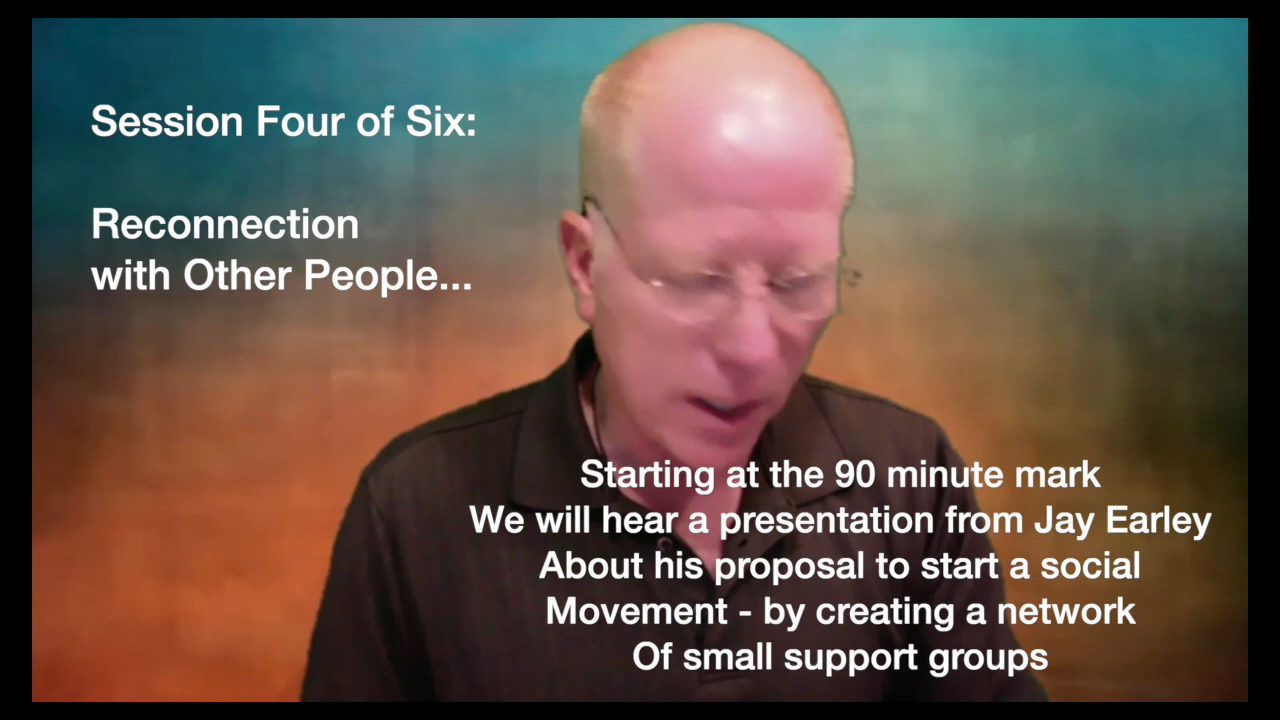 Session Four of Six:
Reconnection
with Other People...
Starting at the 90 minute mark
We will hear a presentation from Jay Earley
About his proposal to start a social
Movement - by creating a network
Of small support groups